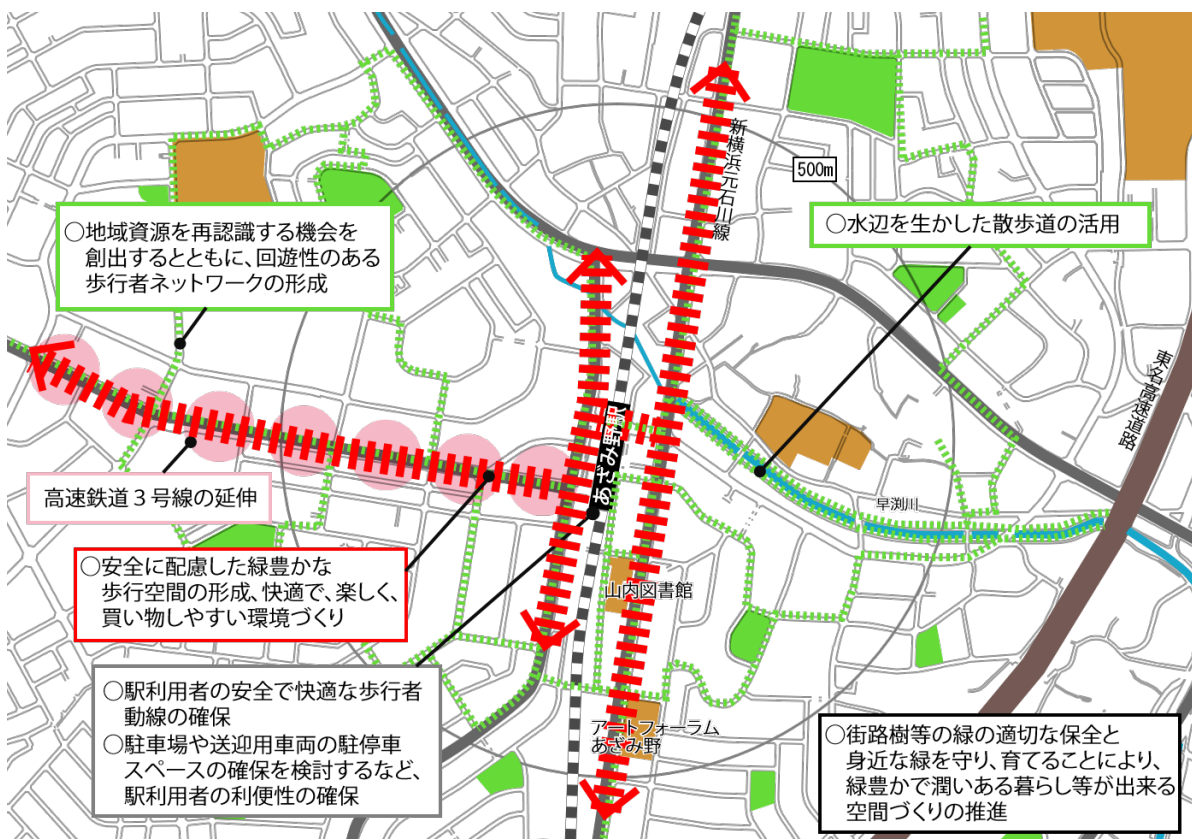 新横浜元石川線
500m
○地域資源を再認識する機会を
創出するとともに、回遊性のある
歩行者ネットワークの形成
○水辺を生かした散歩道の活用
東名高速道路
あざみ野駅
高速鉄道3号線の延伸
早渕川
○安全に配慮した緑豊かな
歩行空間の形成、快適で、楽しく、
買い物しやすい環境づくり
山内図書館
○駅利用者の安全で快適な歩行者
動線の確保
○駐車場や送迎用車両の駐停車
スペースの確保を検討するなど、
駅利用者の利便性の確保
アートフォーラム
あざみ野
○街路樹等の緑の適切な保全と
身近な緑を守り、育てることにより、
緑豊かで潤いある暮らし等が出来る
空間づくりの推進